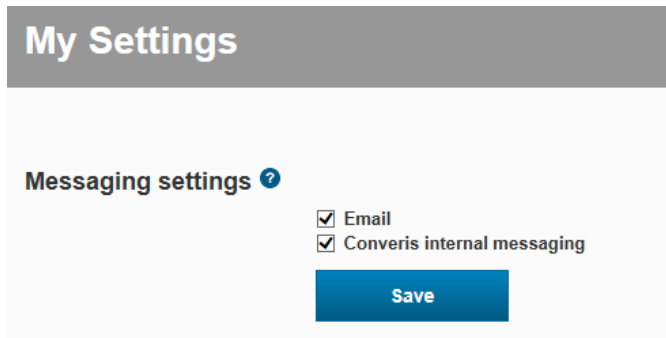 My Settings
Messaging settings ?
Email
Converis internal messaging
Save